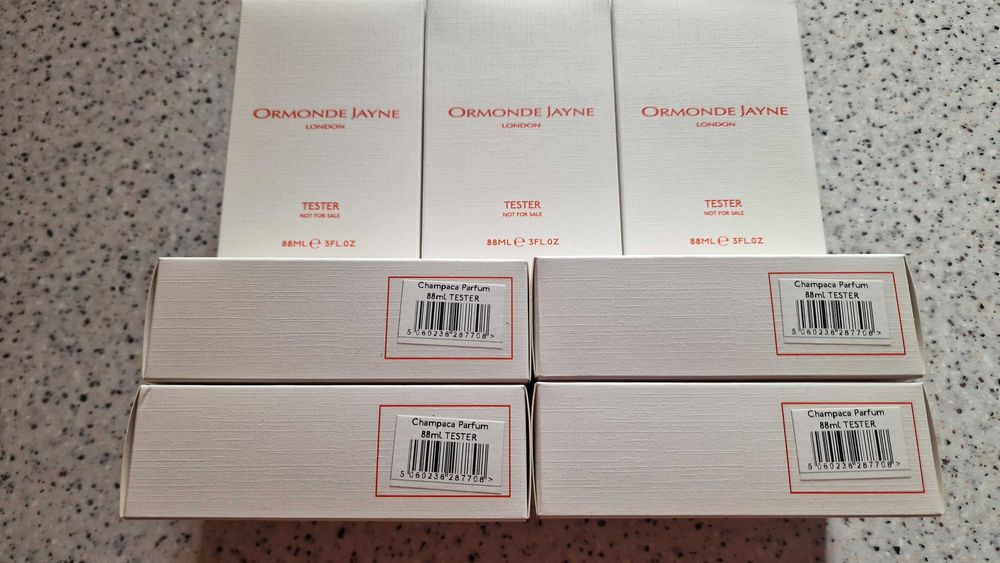 ORMONDE JAYNE
LONDON
TESTER
NOT FOR SALE
88ML e 3FL.OZ
ORMONDE JAYNE
LONDON
TESTER
NOT FOR SALE
88ML e 3FL.OZ
ORMONDE JAYNE
LONDON
TESTER
NOT FOR SALE
88ML e 3FL.OZ
Champaca Parfum
88ml TESTER
5 060238 287708 >
Champaca Parfum
88ml TESTER
5 060238 287708 >
Champaca Parfum
88ml TESTER
5 060238 287708 >
Champaca Parfum
88ml TESTER
5 060238 287708 >